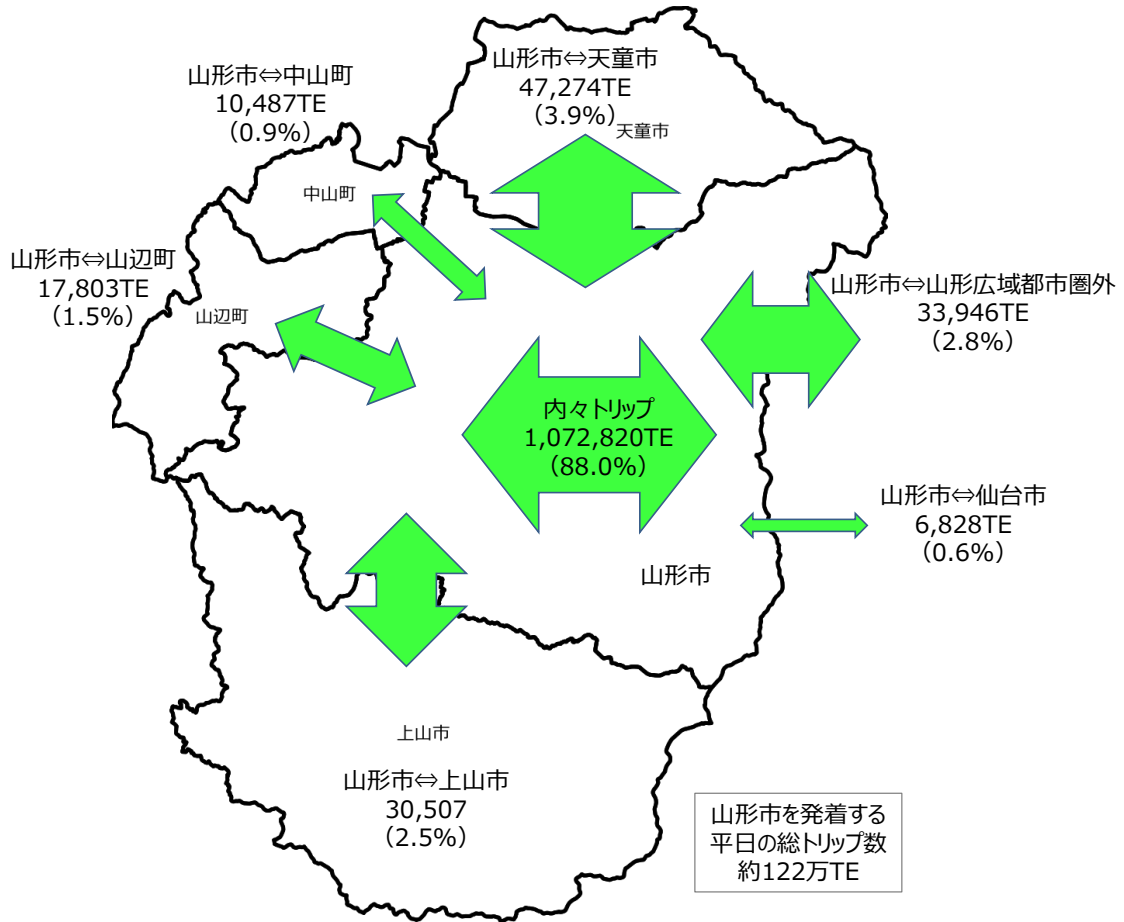 山形市⇔天童市
47,274TE
(3.9%)
天童市
山形市⇔中山町
10,487TE
(0.9%)
中山町
山形市⇔山辺町
17,803TE
(1.5%)
山辺町
山形市⇔山形広域都市圏外
33,946TE
(2.8%)
内々トリップ
1,072,820TE
(88.0%)
山形市⇔仙台市
6,828TE
(0.6%)
山形市
上山市
山形市⇔上山市
30,507
(2.5%)
山形市を発着する
平日の総トリップ数
約122万TE